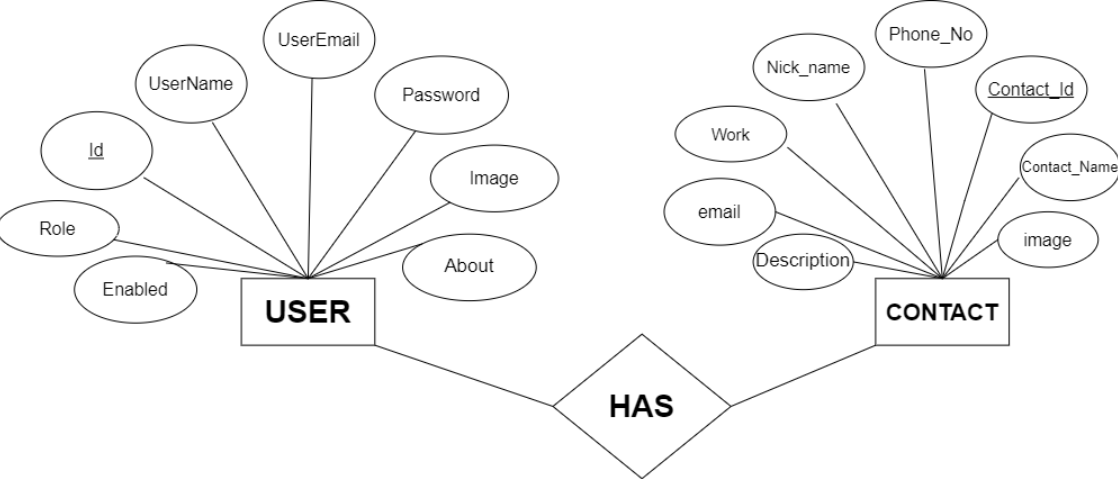 UserEmail
UserName
Password
Id
Image
Role
About
Enabled
USER
Phone_No
Nick_name
Contact_Id
Work
Contact_Name
email
image
Description
CONTACT
HAS